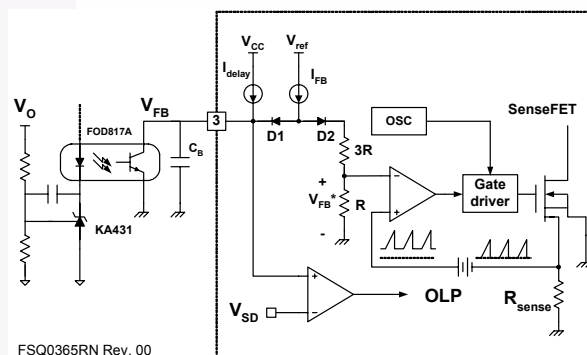 V_CC V_ref
I_delay I_FB
V_O V_FB 3 SenseFET
FOD817A D1 D2 OSC
C_B 3R
+ − Gate driver
V_FB* R +
-
KA431
+ OLP R_sense
V_SD −
FSQ0365RN Rev. 00